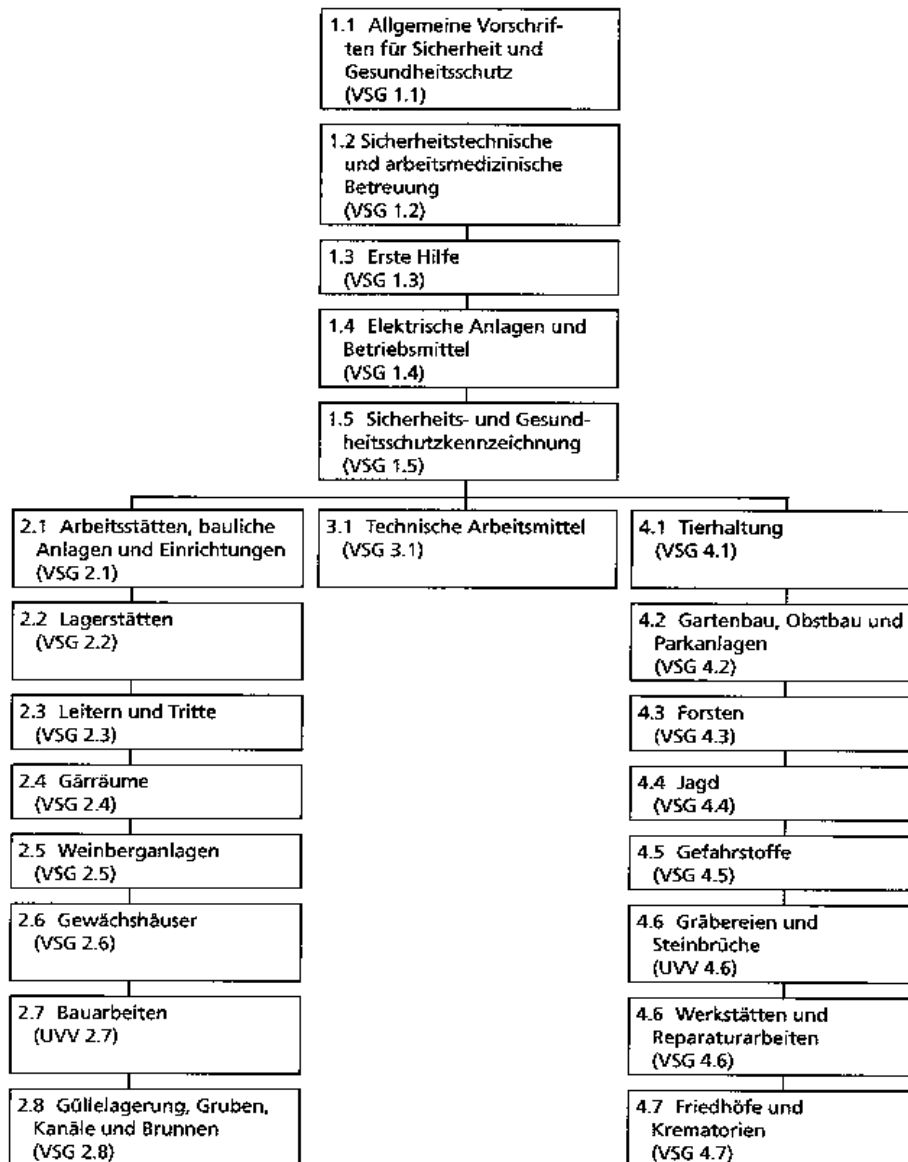 1.1 Allgemeine Vorschrif-
ten für Sicherheit und
Gesundheitsschutz
(VSG 1.1)
1.2 Sicherheitstechnische
und arbeitsmedizinische
Betreuung
(VSG 1.2)
1.3 Erste Hilfe
(VSG 1.3)
1.4 Elektrische Anlagen und
Betriebsmittel
(VSG 1.4)
1.5 Sicherheits- und Gesund-
heitsschutzkennzeichnung
(VSG 1.5)
2.1 Arbeitsstätten, bauliche
Anlagen und Einrichtungen
(VSG 2.1)
2.2 Lagerstätten
(VSG 2.2)
2.3 Leitern und Tritte
(VSG 2.3)
2.4 Gärräume
(VSG 2.4)
2.5 Weinberganlagen
(VSG 2.5)
2.6 Gewächshäuser
(VSG 2.6)
2.7 Bauarbeiten
(UVV 2.7)
2.8 Güllelagerung, Gruben,
Kanäle und Brunnen
(VSG 2.8)
3.1 Technische Arbeitsmittel
(VSG 3.1)
4.1 Tierhaltung
(VSG 4.1)
4.2 Gartenbau, Obstbau und
Parkanlagen
(VSG 4.2)
4.3 Forsten
(VSG 4.3)
4.4 Jagd
(VSG 4.4)
4.5 Gefahrstoffe
(VSG 4.5)
4.6 Gräbereien und
Steinbrüche
(UVV 4.6)
4.6 Werkstätten und
Reparaturarbeiten
(VSG 4.6)
4.7 Friedhöfe und
Krematorien
(VSG 4.7)